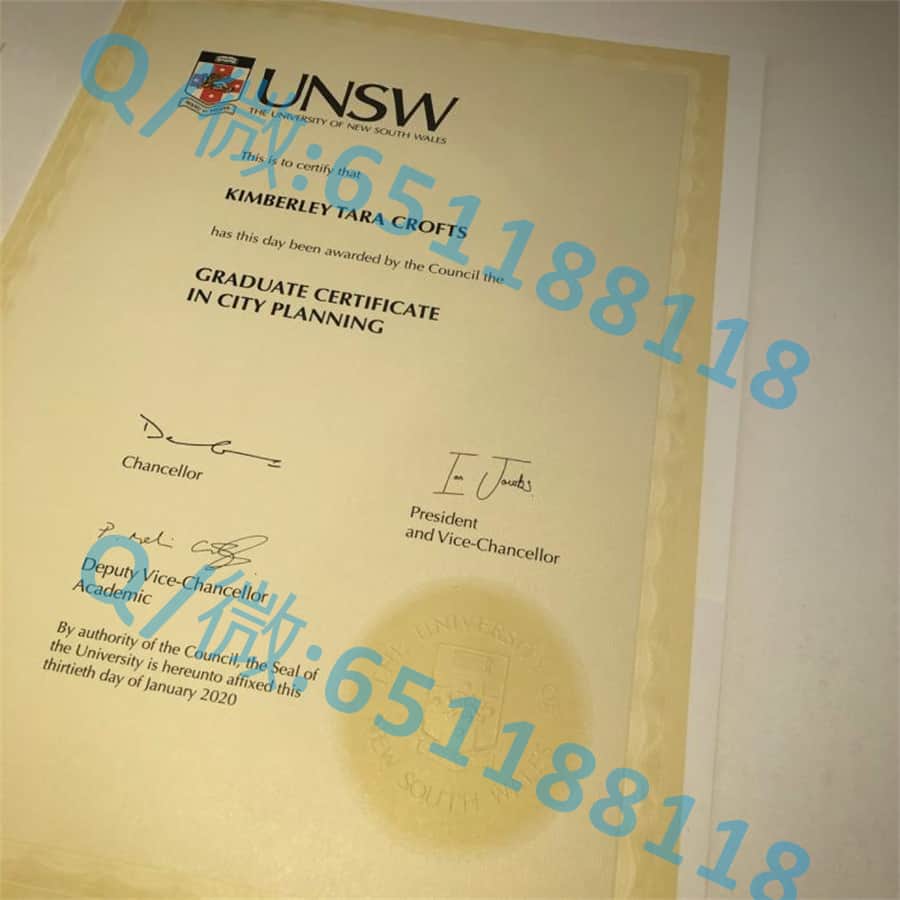 UNSW
THE UNIVERSITY OF NEW SOUTH WALES
This is to certify that
KIMBERLEY TARA CROFTS
has this day been awarded by the Council the
GRADUATE CERTIFICATE
IN CITY PLANNING
Q/微:651188118
Chancellor
Ian Jacobs
President
and Vice-Chancellor
Deputy Vice-Chancellor
Academic
By authority of the Council, the Seal of
the University is hereunto affixed this
thirtieth day of January 2020
Q/微:651188118
SOUTH